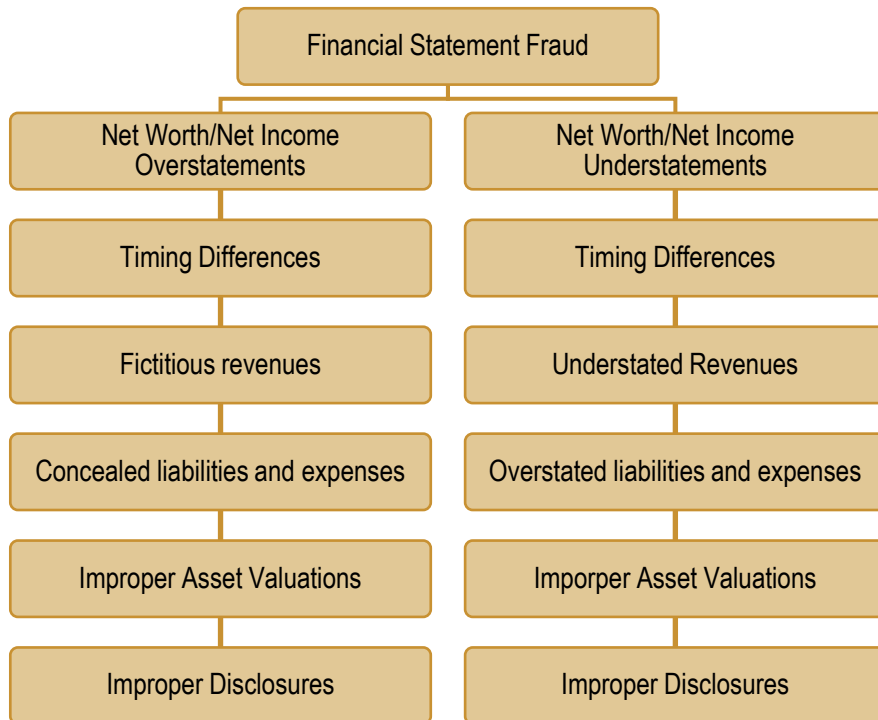 Financial Statement Fraud
Net Worth/Net Income
Overstatements
Timing Differences
Fictitious revenues
Concealed liabilities and expenses
Improper Asset Valuations
Improper Disclosures
Net Worth/Net Income
Understatements
Timing Differences
Understated Revenues
Overstated liabilities and expenses
Imporper Asset Valuations
Improper Disclosures